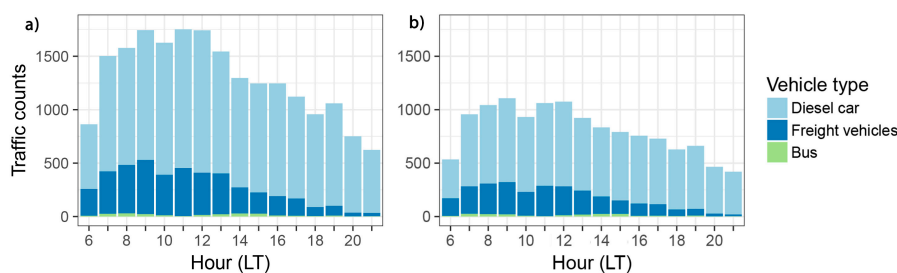 a)
b)
Traffic counts
1500
1000
500
0
6 8 10 12 14 16 18 20
Hour (LT)
1500
1000
500
0
6 8 10 12 14 16 18 20
Hour (LT)
Vehicle type
Diesel car
Freight vehicles
Bus